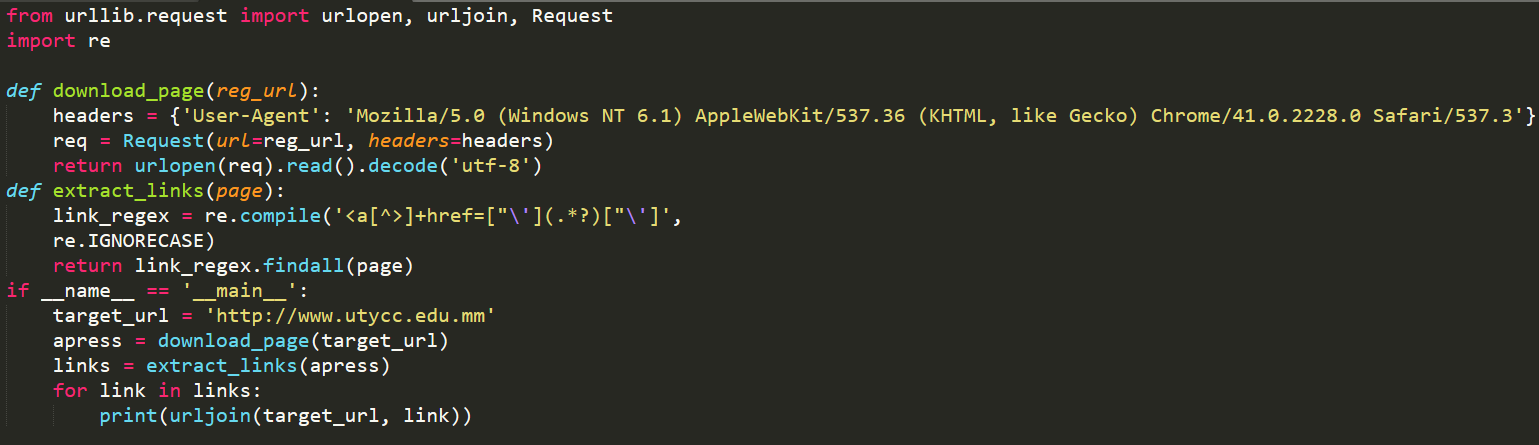 from urllib.request import urlopen, urljoin, Request
import re

def download_page(reg_url):
    headers = {'User-Agent': 'Mozilla/5.0 (Windows NT 6.1) AppleWebKit/537.36 (KHTML, like Gecko) Chrome/41.0.2228.0 Safari/537.3'}
    req = Request(url=reg_url, headers=headers)
    return urlopen(req).read().decode('utf-8')
def extract_links(page):
    link_regex = re.compile('<a[^>]+href=["\'](.*?)["\']',
    re.IGNORECASE)
    return link_regex.findall(page)
if __name__ == '__main__':
    target_url = 'http://www.utycc.edu.mm'
    apress = download_page(target_url)
    links = extract_links(apress)
    for link in links:
        print(urljoin(target_url, link))